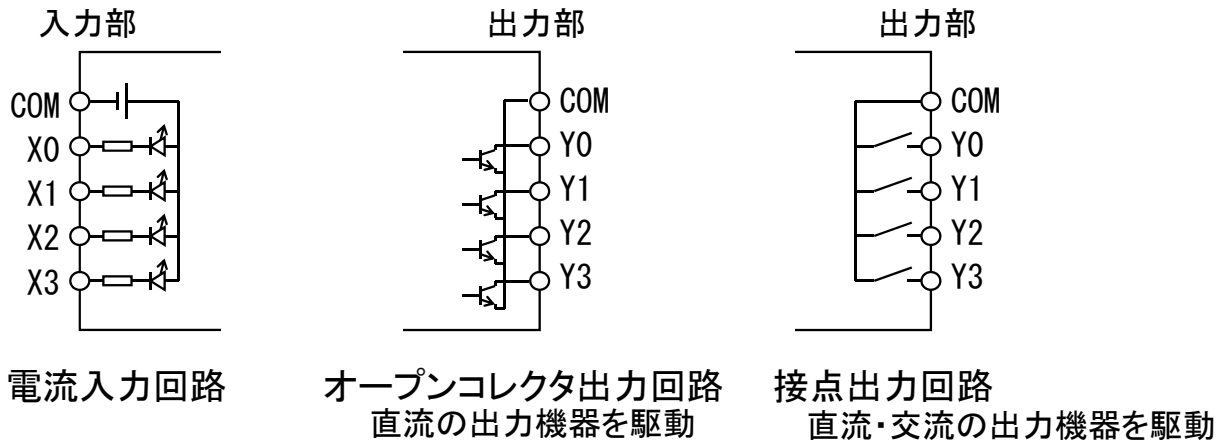 入力部
COM
X0
X1
X2
X3
電流入力回路
出力部
COM
Y0
Y1
Y2
Y3
オープンコレクタ出力回路
直流の出力機器を駆動
出力部
COM
Y0
Y1
Y2
Y3
接点出力回路
直流・交流の出力機器を駆動